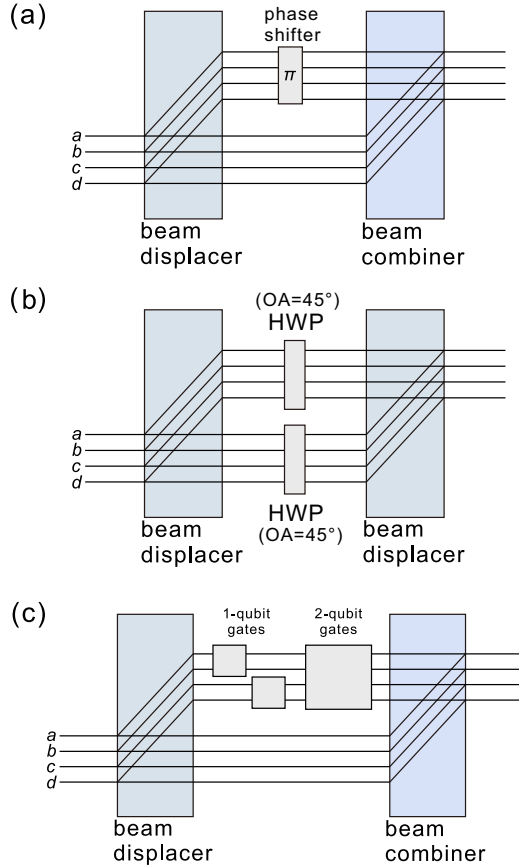 (a)
phase
shifter
π
a
b
c
d
beam
displacer
beam
combiner
(b)
(OA=45°)
HWP
a
b
c
d
HWP
(OA=45°)
beam
displacer
beam
displacer
(c)
1-qubit
gates
2-qubit
gates
a
b
c
d
beam
displacer
beam
combiner